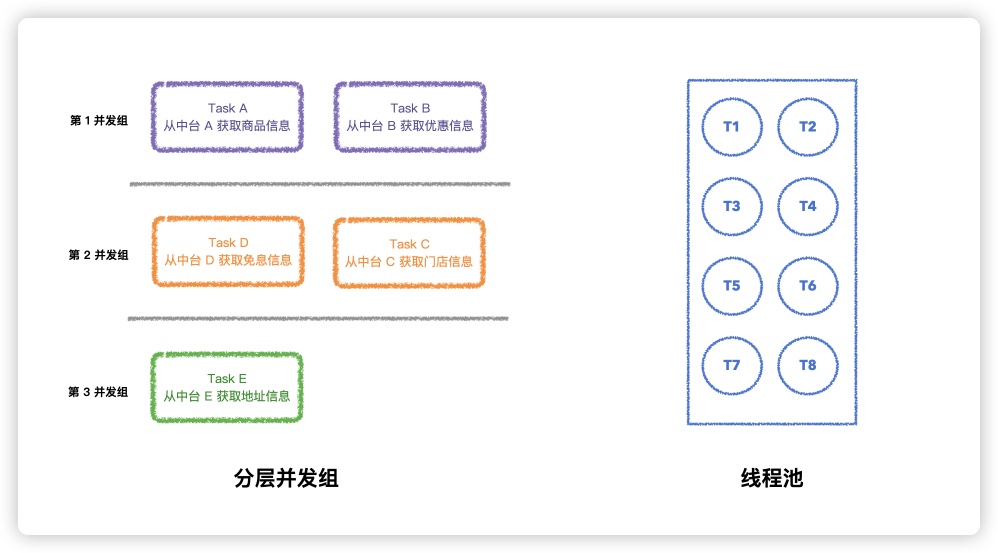 第 1 并发组
Task A
从中台 A 获取商品信息
Task B
从中台 B 获取优惠信息
第 2 并发组
Task D
从中台 D 获取免息信息
Task C
从中台 C 获取门店信息
第 3 并发组
Task E
从中台 E 获取地址信息
分层并发组
T1
T2
T3
T4
T5
T6
T7
T8
线程池